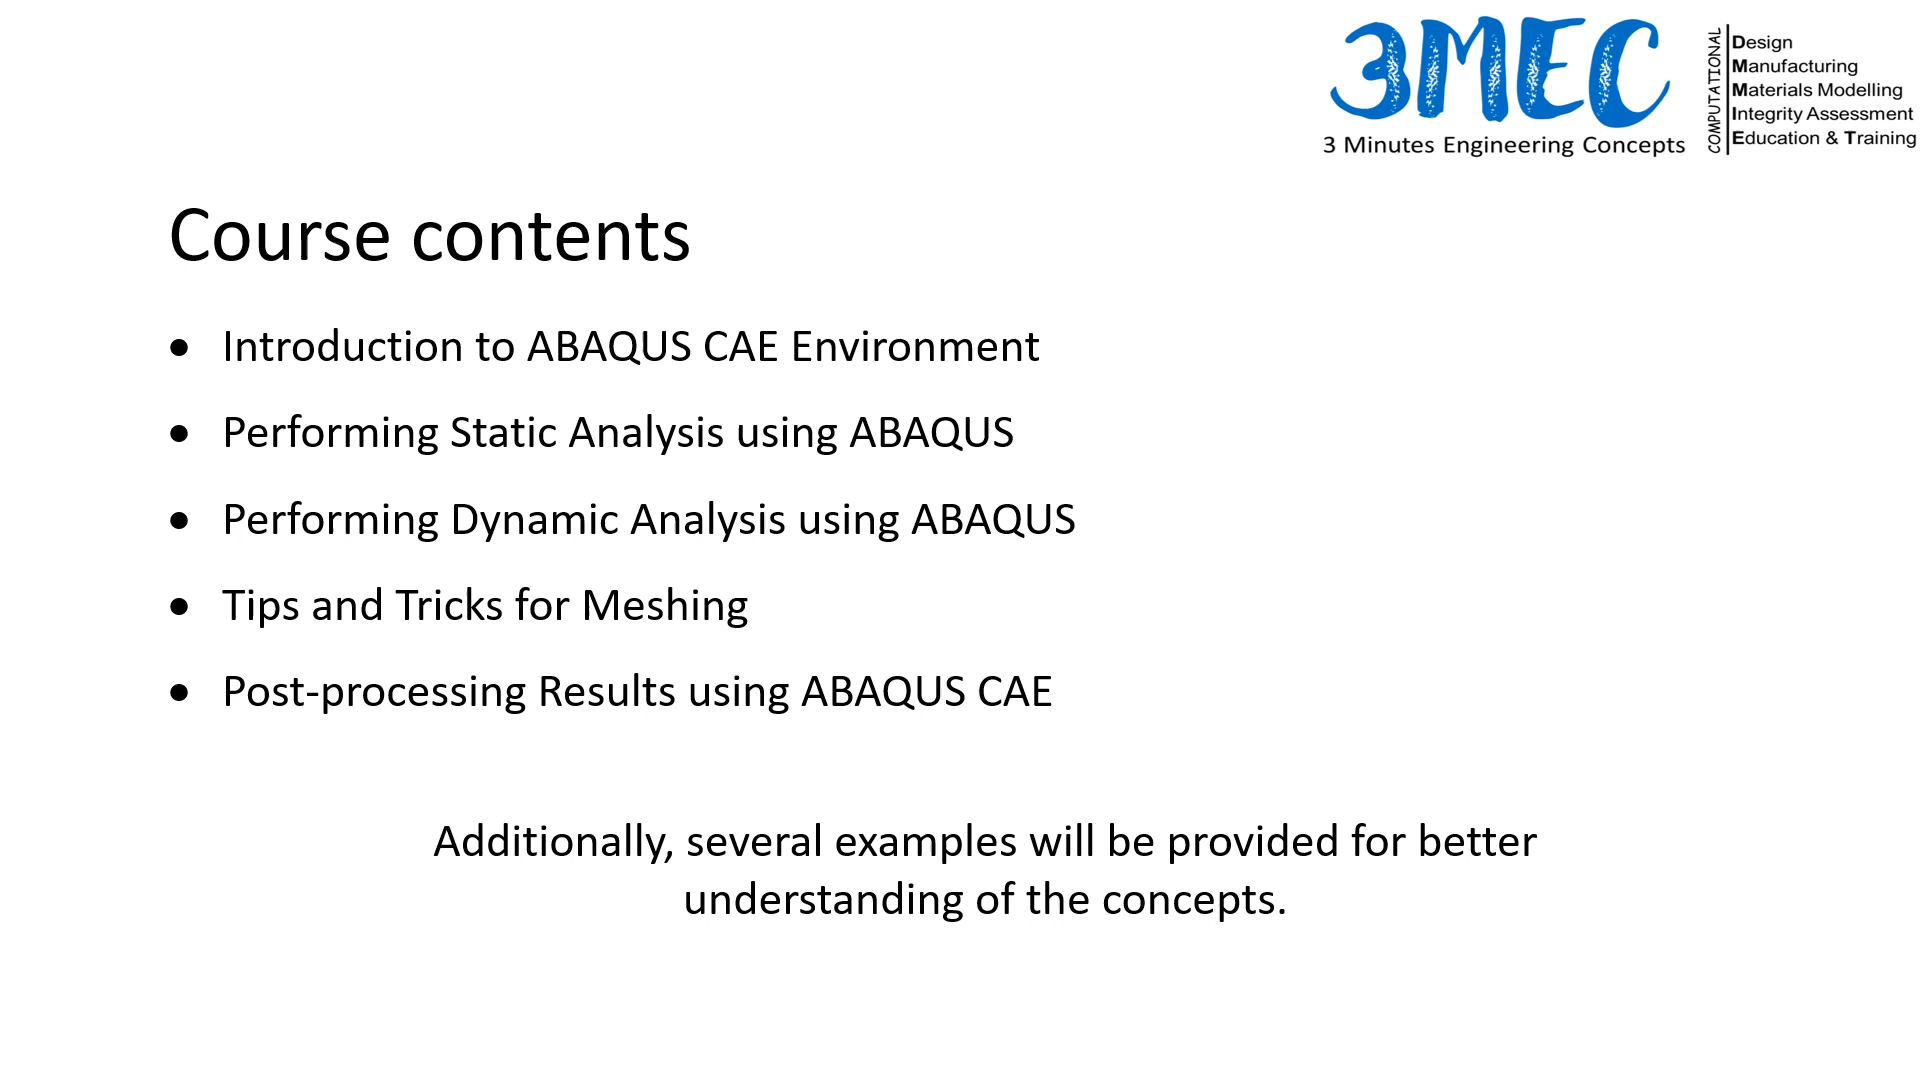 3MEC
3 Minutes Engineering Concepts
COMPUTATIONAL
Design
Manufacturing
Materials Modelling
Integrity Assessment
Education & Training
Course contents
• Introduction to ABAQUS CAE Environment
• Performing Static Analysis using ABAQUS
• Performing Dynamic Analysis using ABAQUS
• Tips and Tricks for Meshing
• Post-processing Results using ABAQUS CAE
Additionally, several examples will be provided for better
understanding of the concepts.